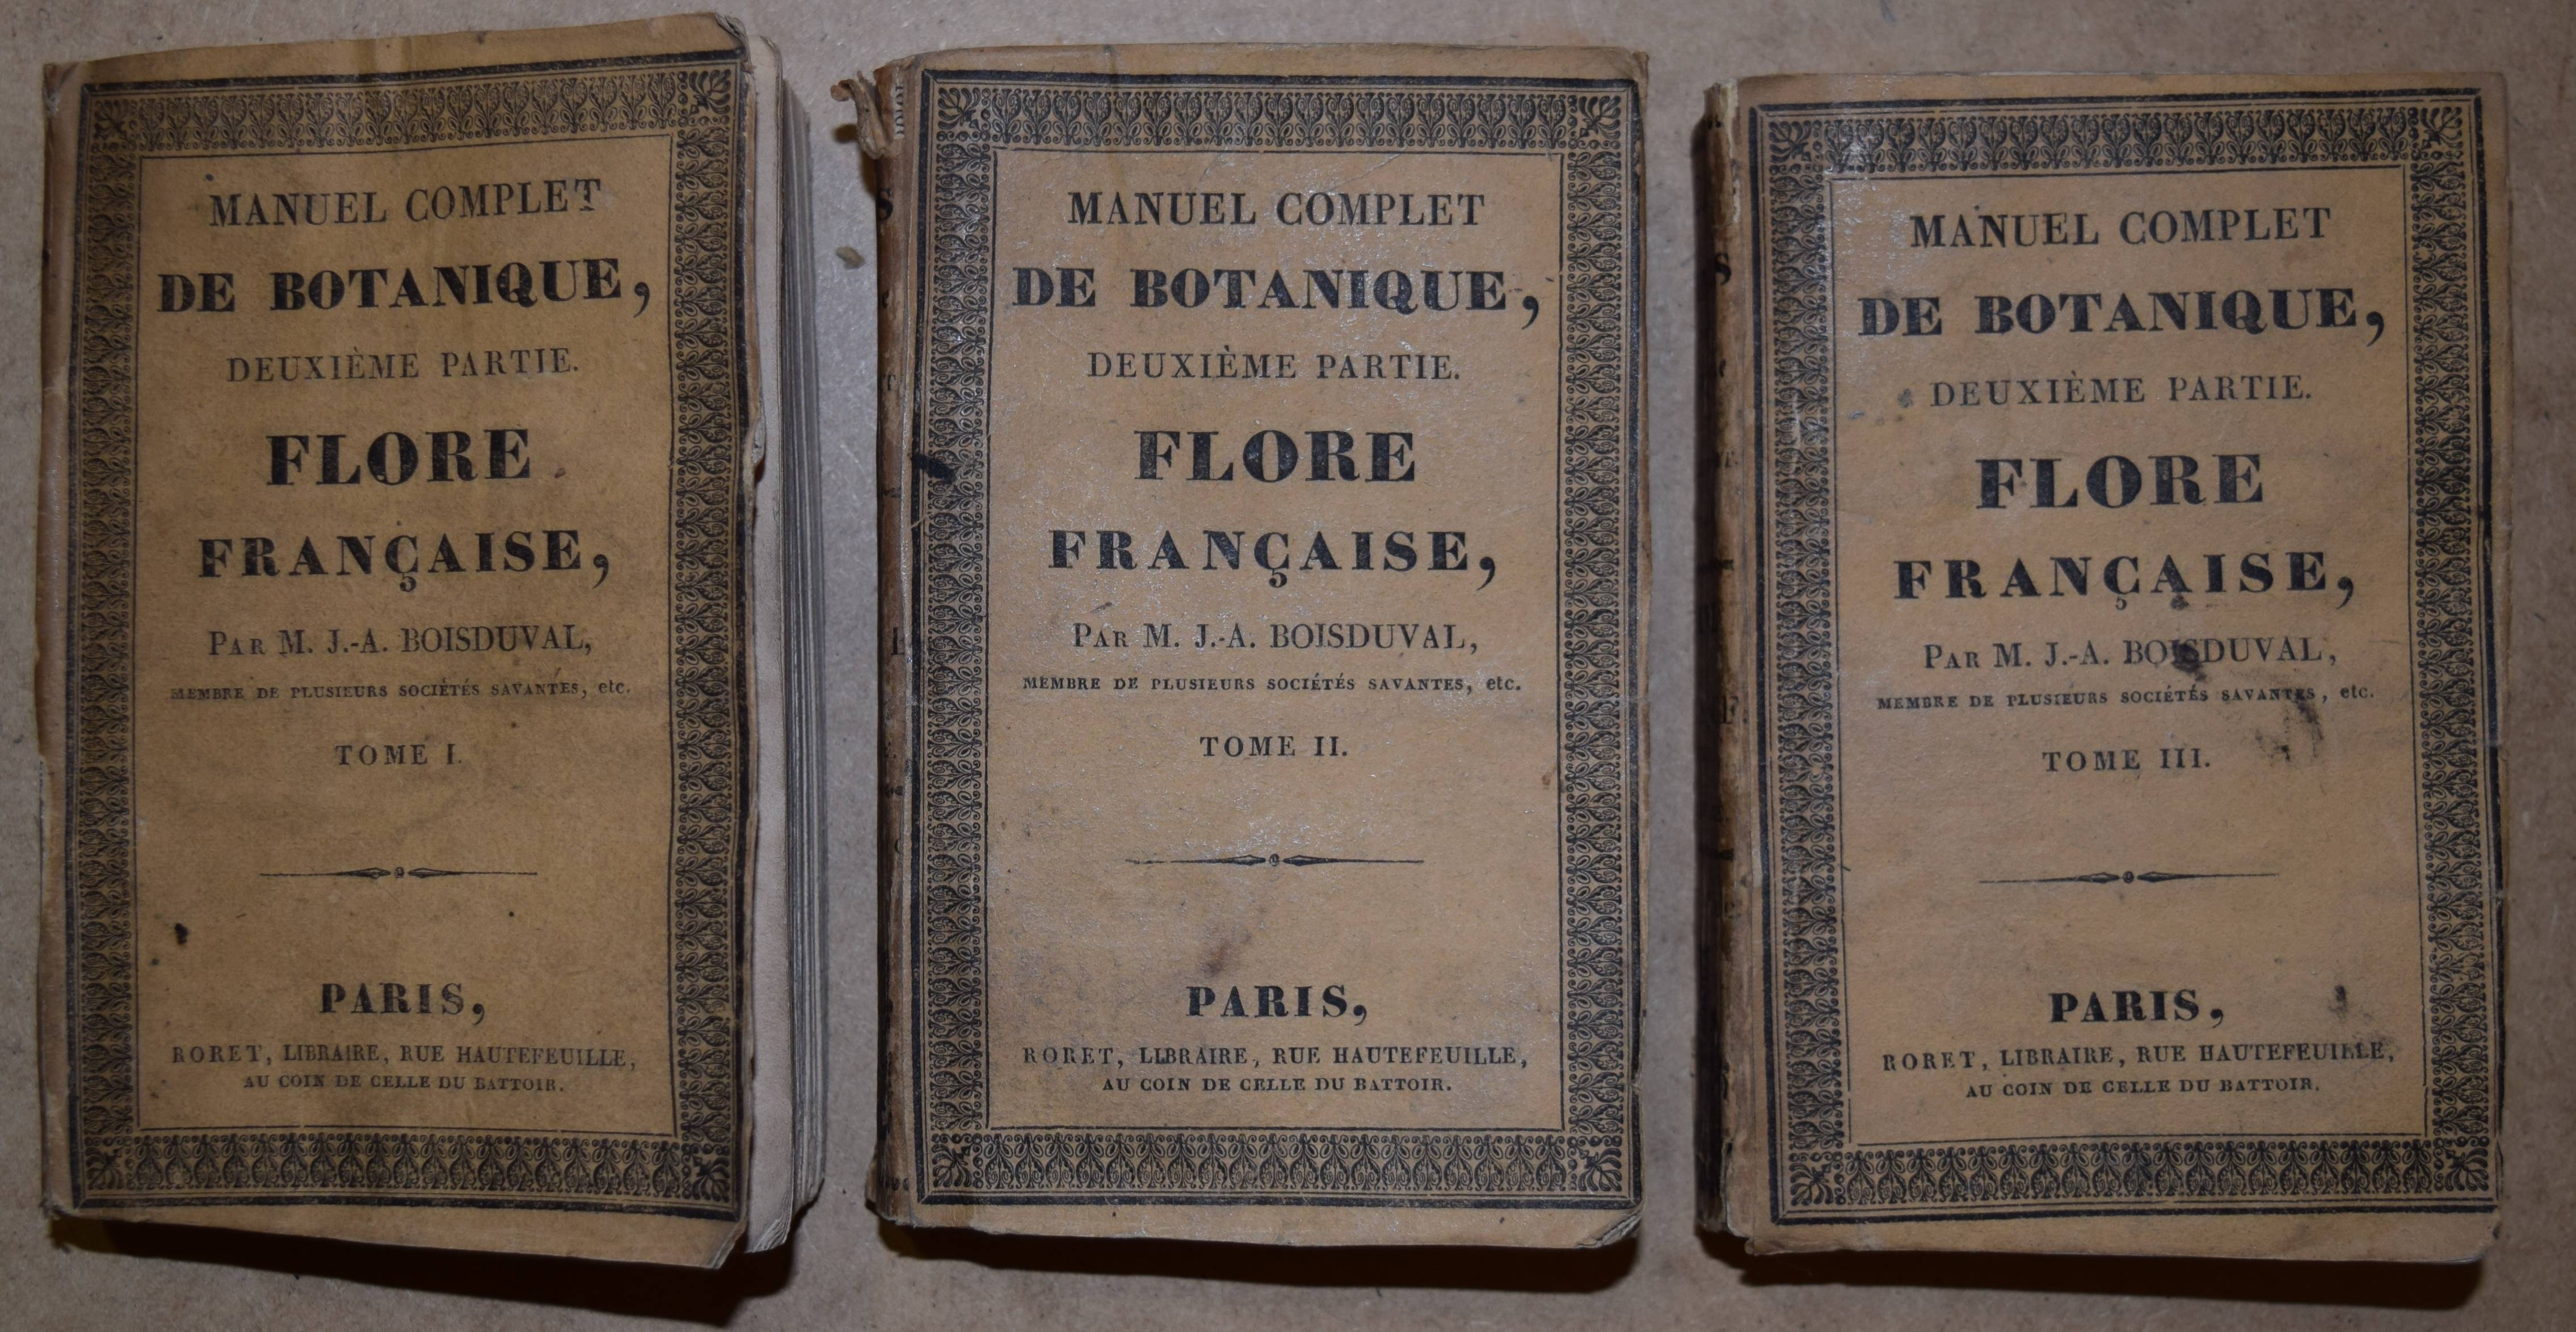 MANUEL COMPLET
DE BOTANIQUE,
DEUXIÈME PARTIE.
FLORE
FRANÇAISE,
PAR M. J.-A. BOISDUVAL,
MEMBRE DE PLUSIEURS SOCIÉTÉS SAVANTES, etc.
TOME I.
PARIS,
RORET, LIBRAIRE, RUE HAUTEFEUILLE,
AU COIN DE CELLE DU BATTOIR.
MANUEL COMPLET
DE BOTANIQUE,
DEUXIÈME PARTIE.
FLORE
FRANÇAISE,
PAR M. J.-A. BOISDUVAL,
MEMBRE DE PLUSIEURS SOCIÉTÉS SAVANTES, etc.
TOME II.
PARIS,
RORET, LIBRAIRE, RUE HAUTEFEUILLE,
AU COIN DE CELLE DU BATTOIR.
MANUEL COMPLET
DE BOTANIQUE,
DEUXIÈME PARTIE.
FLORE
FRANÇAISE,
PAR M. J.-A. BOISDUVAL,
MEMBRE DE PLUSIEURS SOCIÉTÉS SAVANTES, etc.
TOME III.
PARIS,
RORET, LIBRAIRE, RUE HAUTEFEUILLE,
AU COIN DE CELLE DU BATTOIR.